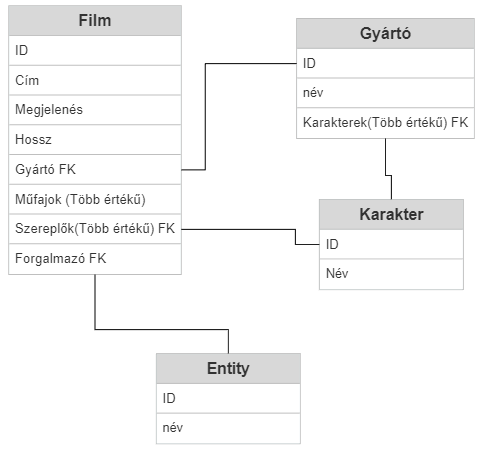 Film
ID
Cím
Megjelenés
Hossz
Gyártó FK
Műfajok (Több értékű)
Szereplők(Több értékű) FK
Forgalmazó FK
Gyártó
ID
név
Karakterek(Több értékű) FK
Karakter
ID
Név
Entity
ID
név